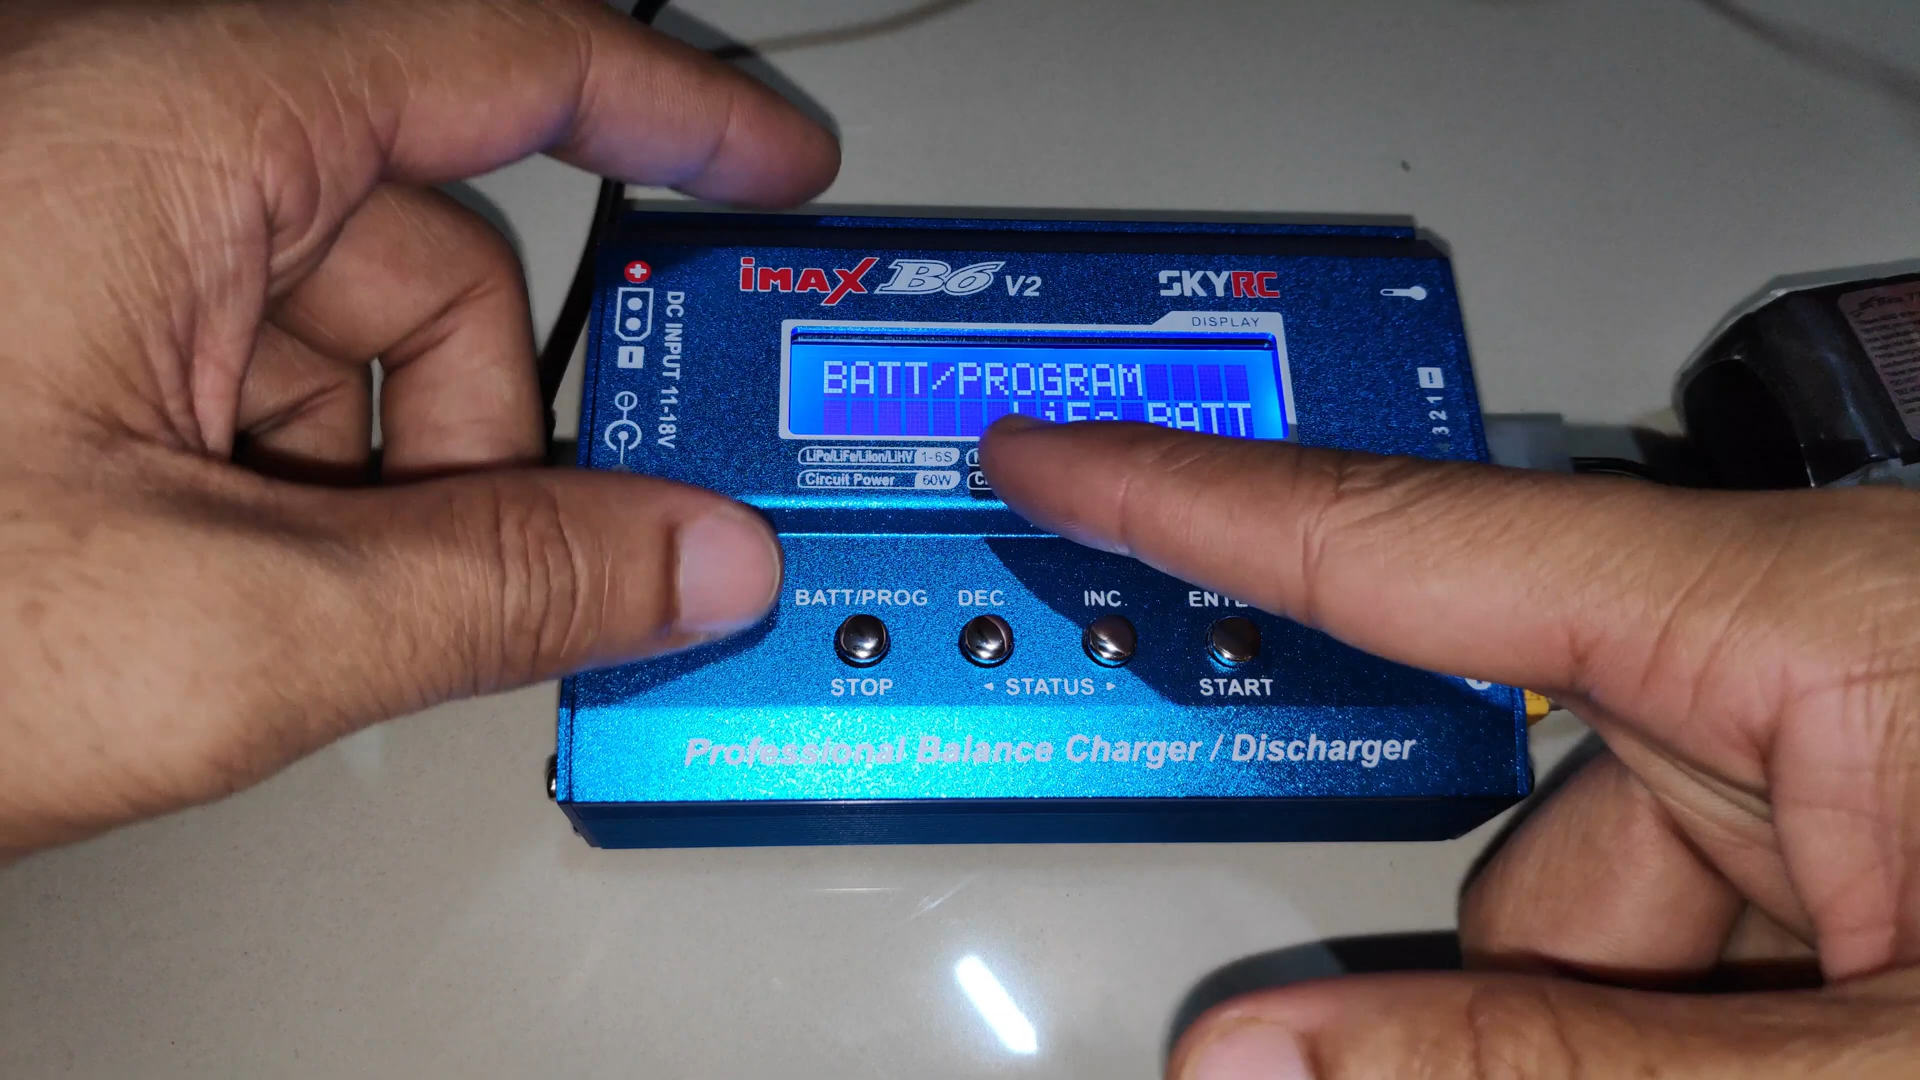 iMAX B6 V2
SKYRC
DISPLAY
DC INPUT 11-18V
BATT/PROGRAM
LiFe BATT
LiPo/LiFe/LiIon/LiHV 1-6S
Circuit Power 60W
3 2 1
BATT/PROG DEC. INC.
STOP ◄ STATUS ► START
Professional Balance Charger / Discharger